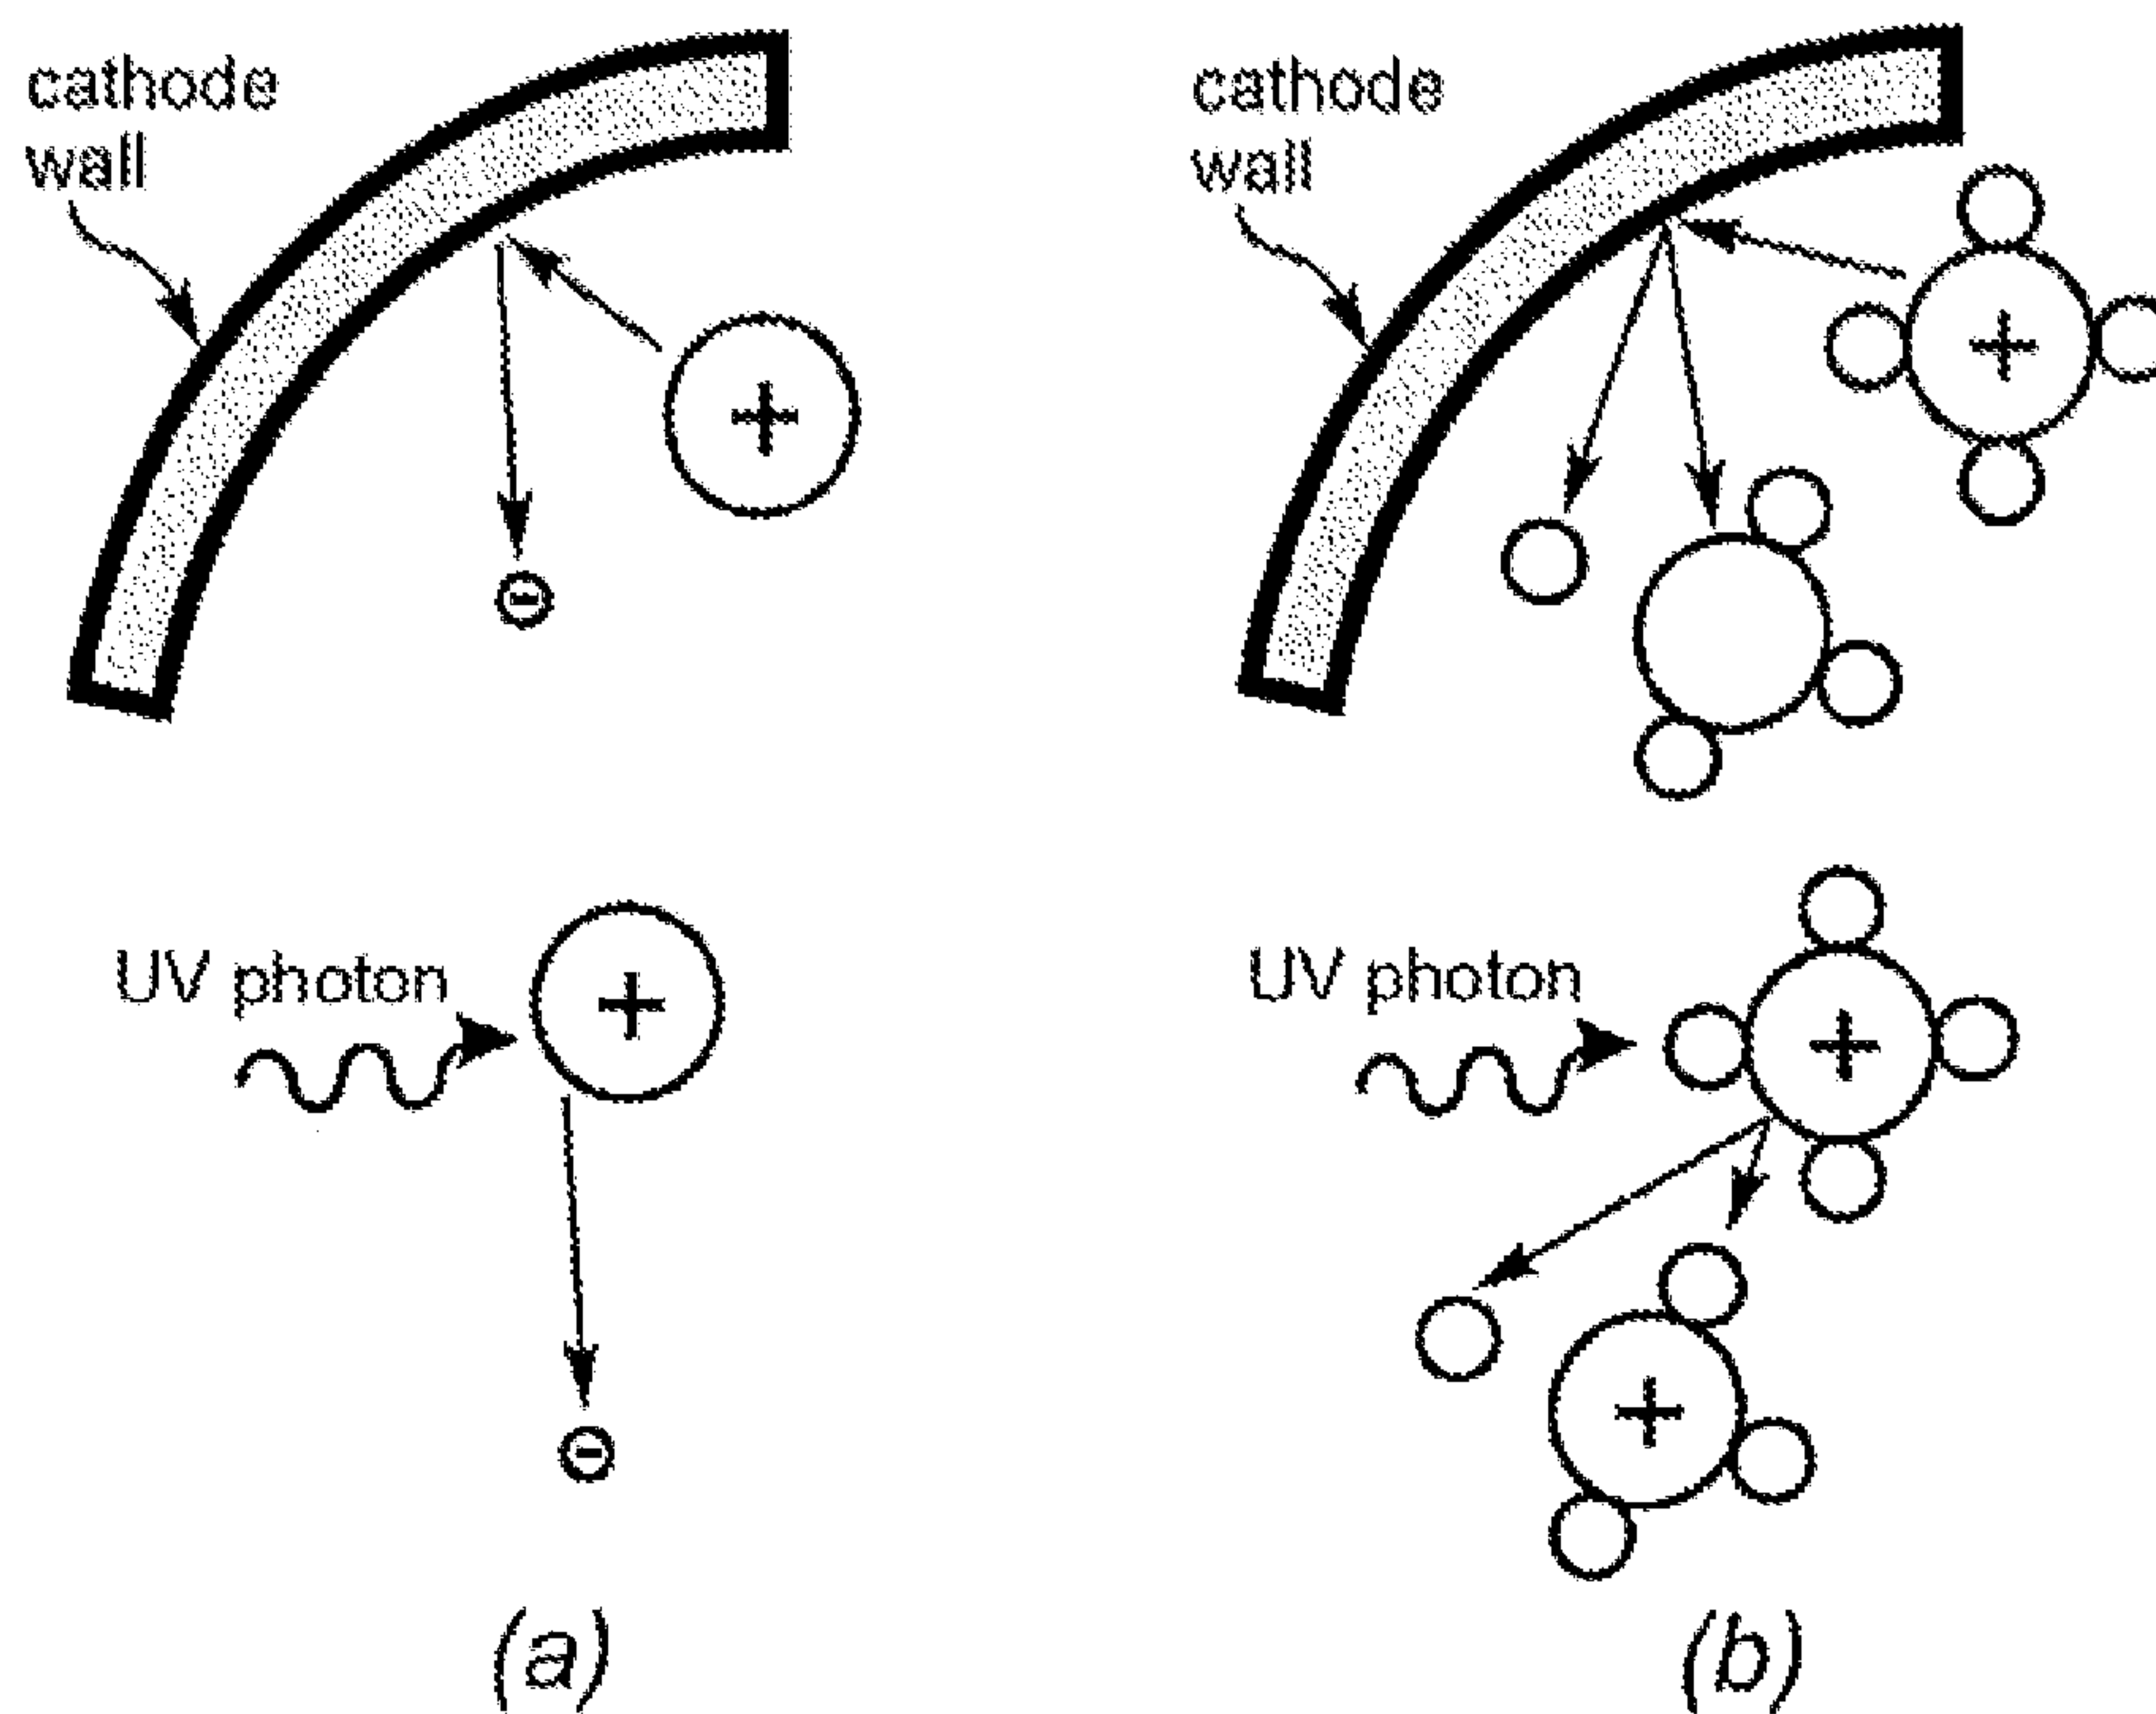 cathode
wall
cathode
wall
+
+
-
UV photon
+
UV photon
+
-
+
(a)
(b)